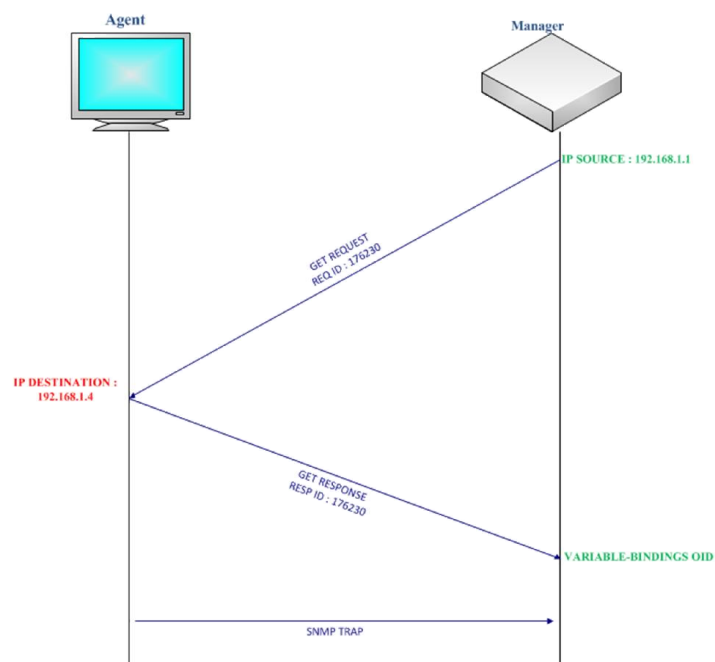 Agent
Manager
IP SOURCE : 192.168.1.1
GET REQUEST
REQ ID : 176230
IP DESTINATION :
192.168.1.4
GET RESPONSE
RESP ID : 176230
VARIABLE-BINDINGS OID
SNMP TRAP